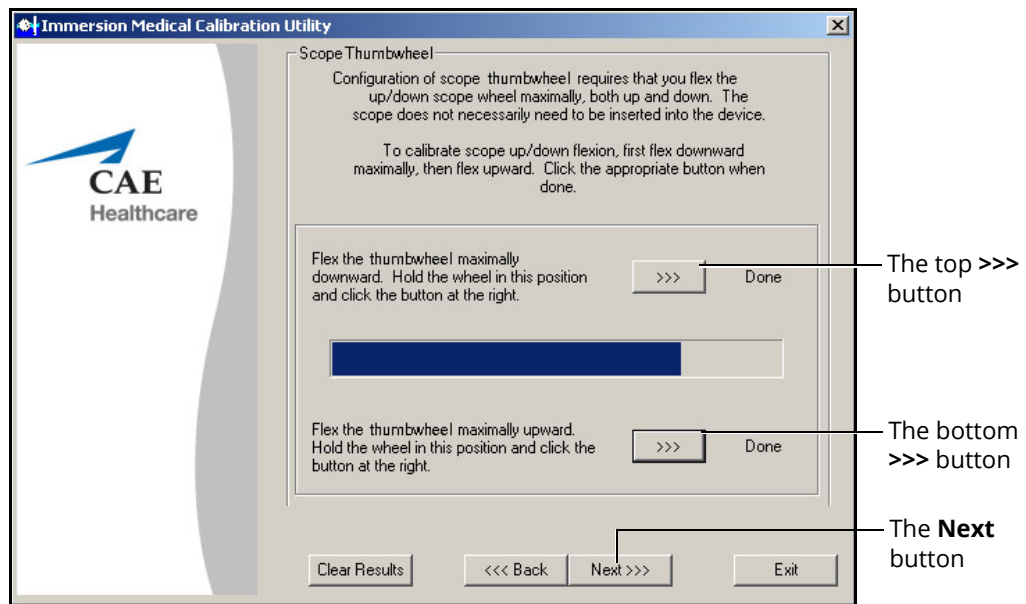 Immersion Medical Calibration Utility
Scope Thumbwheel
Configuration of scope thumbwheel requires that you flex the
up/down scope wheel maximally, both up and down. The
scope does not necessarily need to be inserted into the device.
To calibrate scope up/down flexion, first flex downward
maximally, then flex upward. Click the appropriate button when
done.
CAE
Healthcare
Flex the thumbwheel maximally
downward. Hold the wheel in this position
and click the button at the right.
>>>
Done
The top >>>
button
Flex the thumbwheel maximally upward.
Hold the wheel in this position and click the
button at the right.
>>>
Done
The bottom
>>> button
The Next
button
Clear Results
<<< Back
Next >>>
Exit